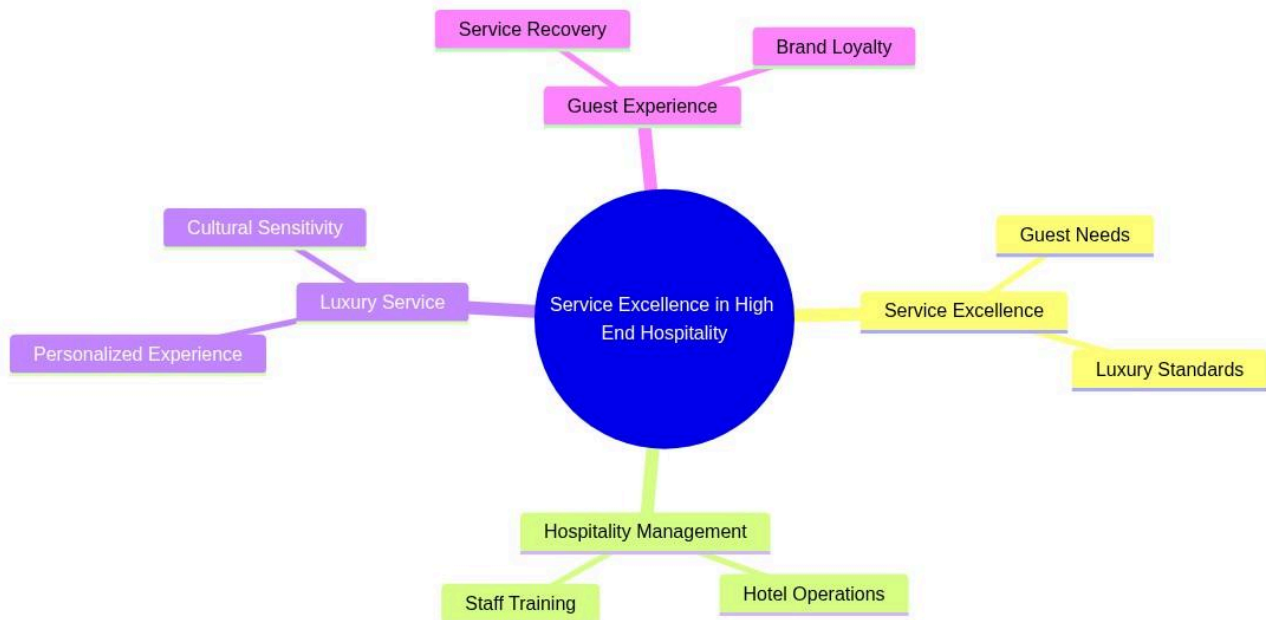 Service Recovery
Brand Loyalty
Guest Experience
Cultural Sensitivity
Luxury Service
Personalized Experience
Service Excellence in High
End Hospitality
Guest Needs
Service Excellence
Luxury Standards
Hospitality Management
Staff Training
Hotel Operations